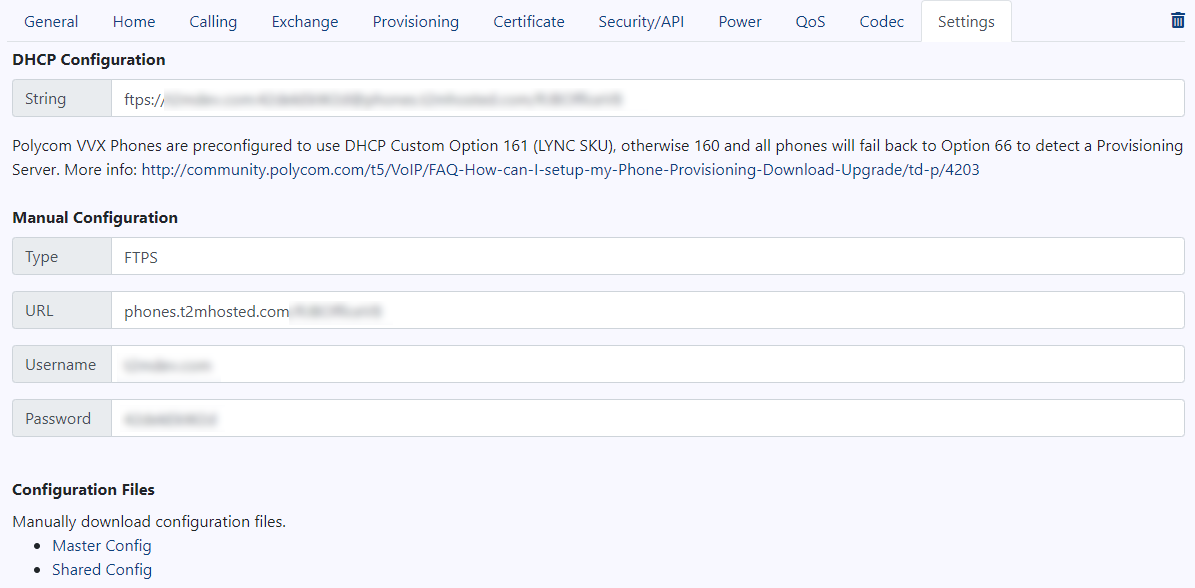 General Home Calling Exchange Provisioning Certificate Security/API Power QoS Codec Settings
DHCP Configuration
String ftps://
Polycom VVX Phones are preconfigured to use DHCP Custom Option 161 (LYNC SKU), otherwise 160 and all phones will fail back to Option 66 to detect a Provisioning
Server. More info: http://community.polycom.com/t5/VoIP/FAQ-How-can-I-setup-my-Phone-Provisioning-Download-Upgrade/td-p/4203
Manual Configuration
Type FTPS
URL phones.t2mhosted.com
Username
Password
Configuration Files
Manually download configuration files.
• Master Config
• Shared Config